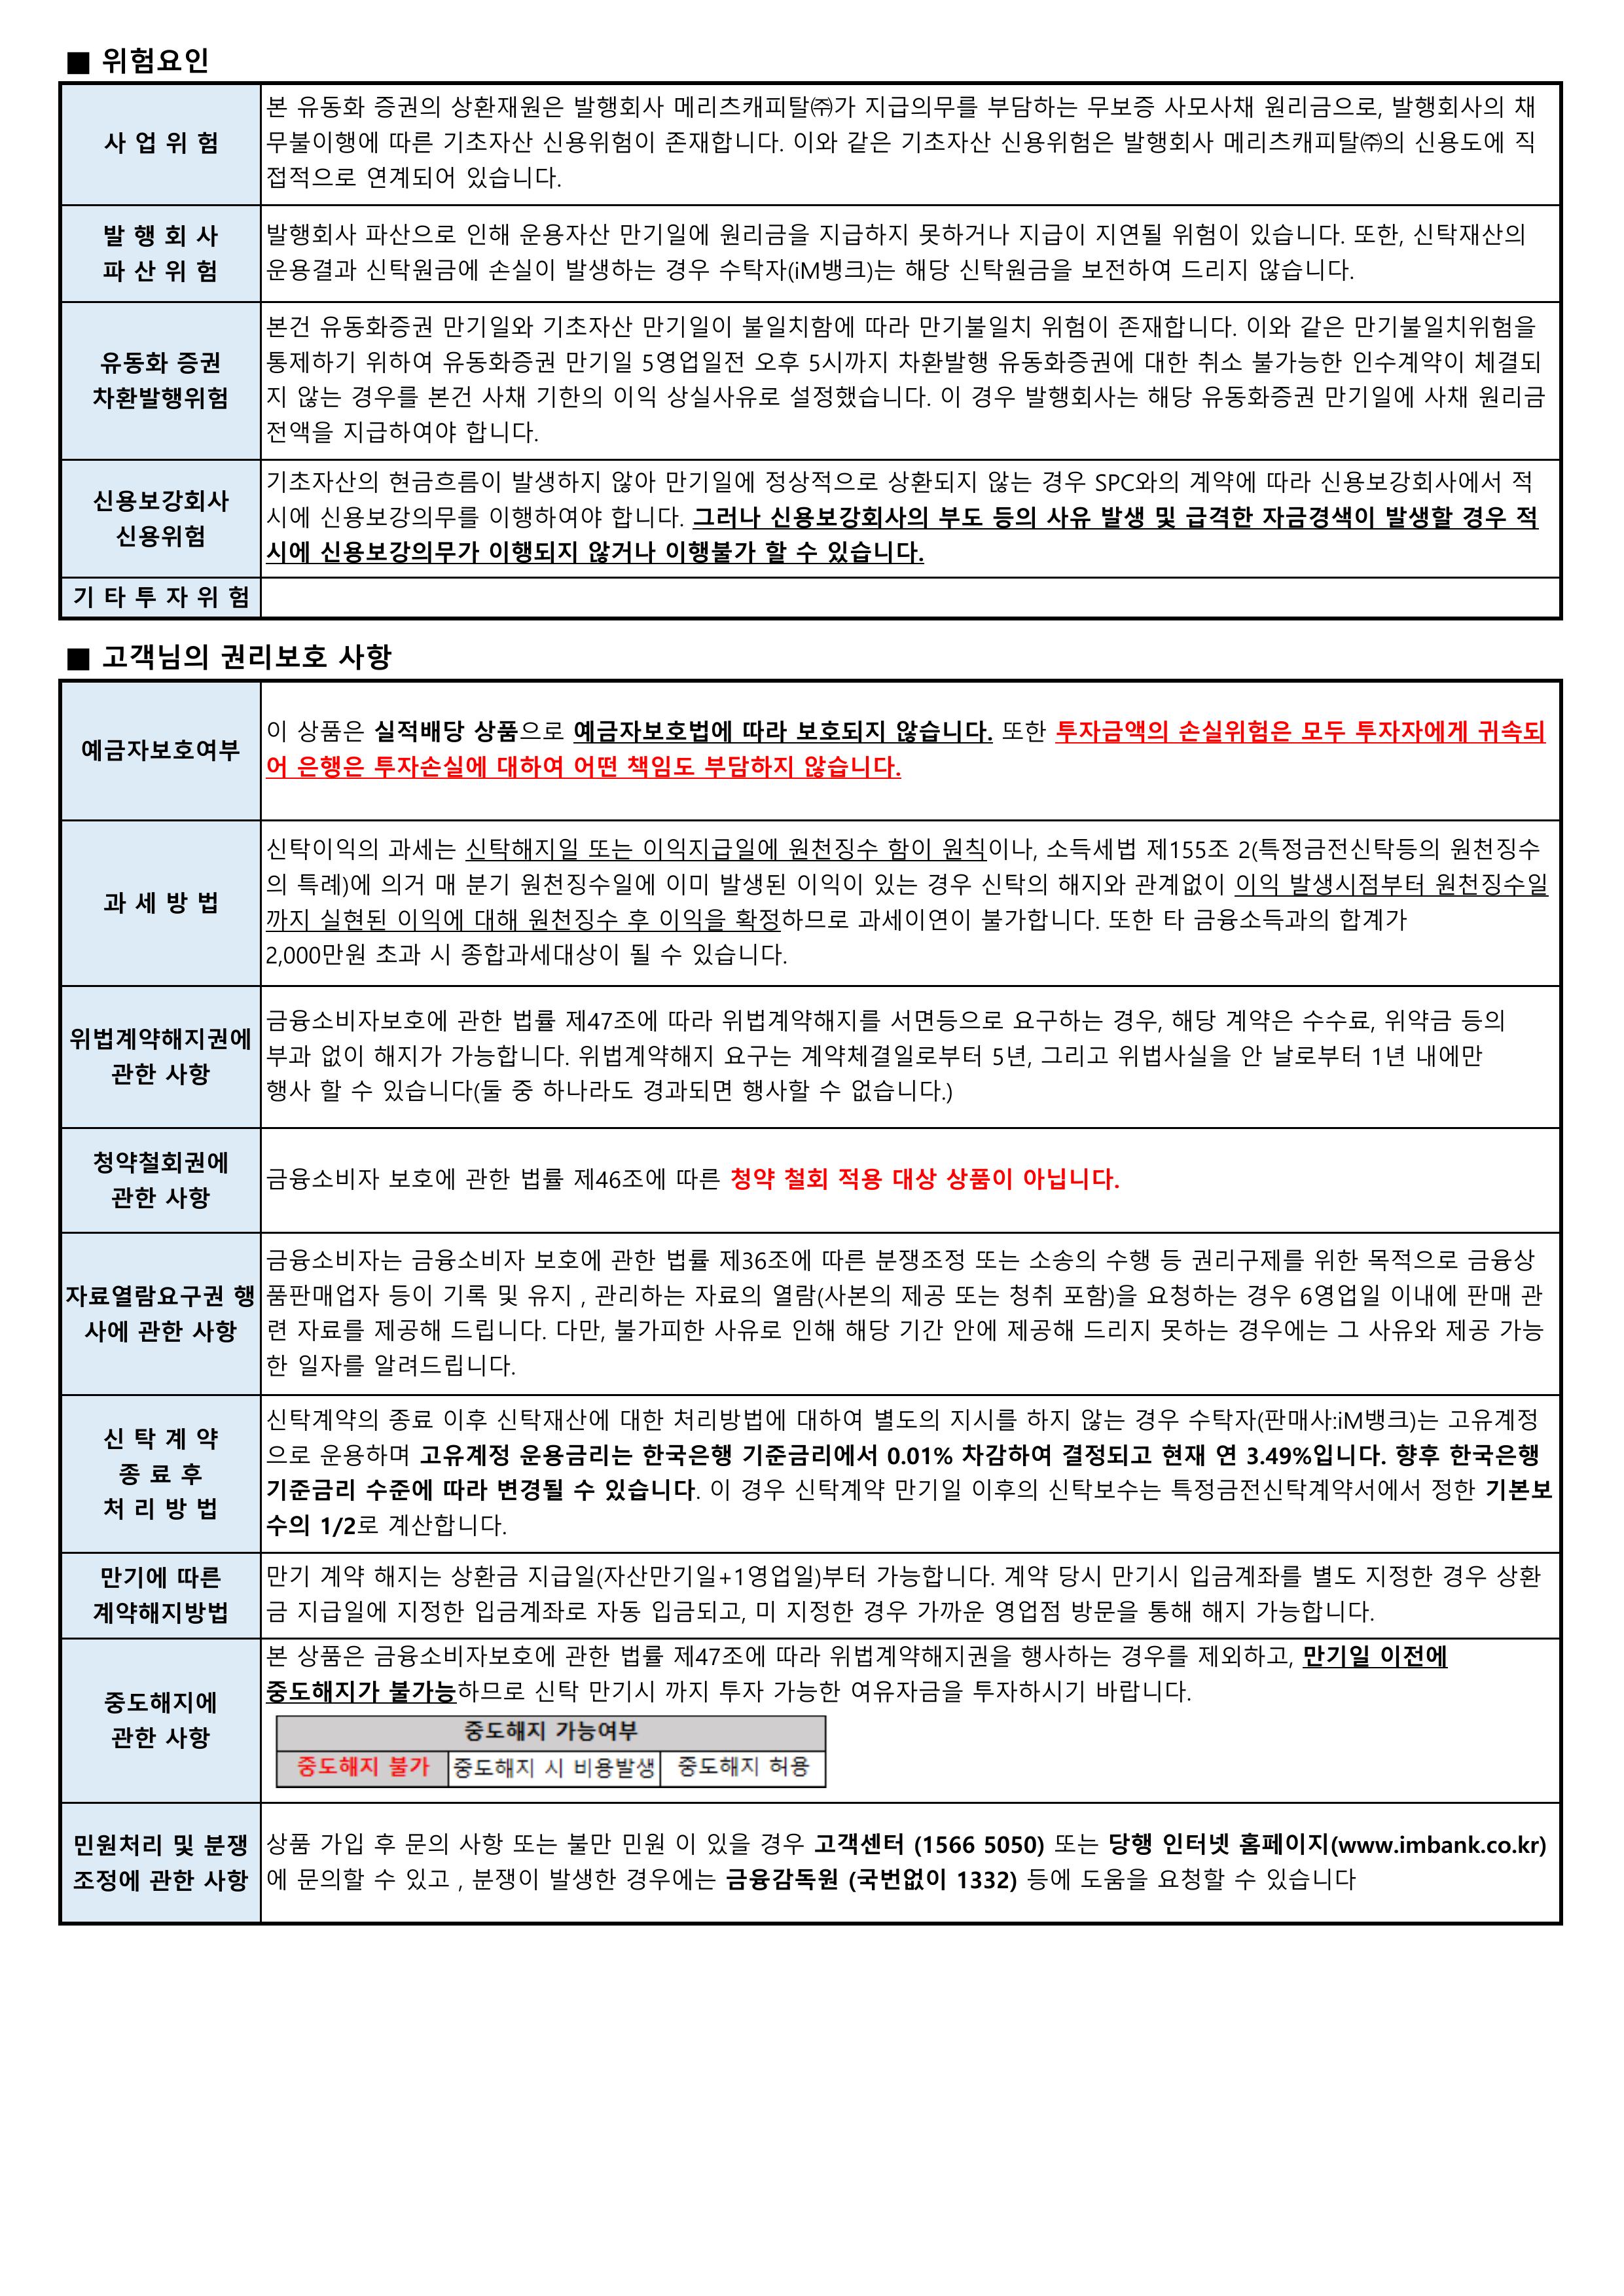 ■ 위험요인
사 업 위 험
본 유동화 증권의 상환재원은 발행회사 메리츠캐피탈㈜가 지급의무를 부담하는 무보증 사모사채 원리금으로, 발행회사의 채
무불이행에 따른 기초자산 신용위험이 존재합니다. 이와 같은 기초자산 신용위험은 발행회사 메리츠캐피탈㈜의 신용도에 직
접적으로 연계되어 있습니다.
발 행 회 사
파 산 위 험
발행회사 파산으로 인해 운용자산 만기일에 원리금을 지급하지 못하거나 지급이 지연될 위험이 있습니다. 또한, 신탁재산의
운용결과 신탁원금에 손실이 발생하는 경우 수탁자(iM뱅크)는 해당 신탁원금을 보전하여 드리지 않습니다.
유동화 증권
차환발행위험
본건 유동화증권 만기일와 기초자산 만기일이 불일치함에 따라 만기불일치 위험이 존재합니다. 이와 같은 만기불일치위험을
통제하기 위하여 유동화증권 만기일 5영업일전 오후 5시까지 차환발행 유동화증권에 대한 취소 불가능한 인수계약이 체결되
지 않는 경우를 본건 사채 기한의 이익 상실사유로 설정했습니다. 이 경우 발행회사는 해당 유동화증권 만기일에 사채 원리금
전액을 지급하여야 합니다.
신용보강회사
신용위험
기초자산의 현금흐름이 발생하지 않아 만기일에 정상적으로 상환되지 않는 경우 SPC와의 계약에 따라 신용보강회사에서 적
시에 신용보강의무를 이행하여야 합니다. 그러나 신용보강회사의 부도 등의 사유 발생 및 급격한 자금경색이 발생할 경우 적
시에 신용보강의무가 이행되지 않거나 이행불가 할 수 있습니다.
기 타 투 자 위 험
■ 고객님의 권리보호 사항
예금자보호여부
이 상품은 실적배당 상품으로 예금자보호법에 따라 보호되지 않습니다. 또한 투자금액의 손실위험은 모두 투자자에게 귀속되
어 은행은 투자손실에 대하여 어떤 책임도 부담하지 않습니다.
과 세 방 법
신탁이익의 과세는 신탁해지일 또는 이익지급일에 원천징수 함이 원칙이나, 소득세법 제155조 2(특정금전신탁등의 원천징수
의 특례)에 의거 매 분기 원천징수일에 이미 발생된 이익이 있는 경우 신탁의 해지와 관계없이 이익 발생시점부터 원천징수일
까지 실현된 이익에 대해 원천징수 후 이익을 확정하므로 과세이연이 불가합니다. 또한 타 금융소득과의 합계가
2,000만원 초과 시 종합과세대상이 될 수 있습니다.
위법계약해지권에
관한 사항
금융소비자보호에 관한 법률 제47조에 따라 위법계약해지를 서면등으로 요구하는 경우, 해당 계약은 수수료, 위약금 등의
부과 없이 해지가 가능합니다. 위법계약해지 요구는 계약체결일로부터 5년, 그리고 위법사실을 안 날로부터 1년 내에만
행사 할 수 있습니다(둘 중 하나라도 경과되면 행사할 수 없습니다.)
청약철회권에
관한 사항
금융소비자 보호에 관한 법률 제46조에 따른 청약 철회 적용 대상 상품이 아닙니다.
자료열람요구권 행
사에 관한 사항
금융소비자는 금융소비자 보호에 관한 법률 제36조에 따른 분쟁조정 또는 소송의 수행 등 권리구제를 위한 목적으로 금융상
품판매업자 등이 기록 및 유지 , 관리하는 자료의 열람(사본의 제공 또는 청취 포함)을 요청하는 경우 6영업일 이내에 판매 관
련 자료를 제공해 드립니다. 다만, 불가피한 사유로 인해 해당 기간 안에 제공해 드리지 못하는 경우에는 그 사유와 제공 가능
한 일자를 알려드립니다.
신 탁 계 약
종 료 후
처 리 방 법
신탁계약의 종료 이후 신탁재산에 대한 처리방법에 대하여 별도의 지시를 하지 않는 경우 수탁자(판매사:iM뱅크)는 고유계정
으로 운용하며 고유계정 운용금리는 한국은행 기준금리에서 0.01% 차감하여 결정되고 현재 연 3.49%입니다. 향후 한국은행
기준금리 수준에 따라 변경될 수 있습니다. 이 경우 신탁계약 만기일 이후의 신탁보수는 특정금전신탁계약서에서 정한 기본보
수의 1/2로 계산합니다.
만기에 따른
계약해지방법
만기 계약 해지는 상환금 지급일(자산만기일+1영업일)부터 가능합니다. 계약 당시 만기시 입금계좌를 별도 지정한 경우 상환
금 지급일에 지정한 입금계좌로 자동 입금되고, 미 지정한 경우 가까운 영업점 방문을 통해 해지 가능합니다.
중도해지에
관한 사항
본 상품은 금융소비자보호에 관한 법률 제47조에 따라 위법계약해지권을 행사하는 경우를 제외하고, 만기일 이전에
중도해지가 불가능하므로 신탁 만기시 까지 투자 가능한 여유자금을 투자하시기 바랍니다.
중도해지 가능여부
중도해지 불가 중도해지 시 비용발생 중도해지 허용
민원처리 및 분쟁
조정에 관한 사항
상품 가입 후 문의 사항 또는 불만 민원 이 있을 경우 고객센터 (1566 5050) 또는 당행 인터넷 홈페이지(www.imbank.co.kr)
에 문의할 수 있고 , 분쟁이 발생한 경우에는 금융감독원 (국번없이 1332) 등에 도움을 요청할 수 있습니다